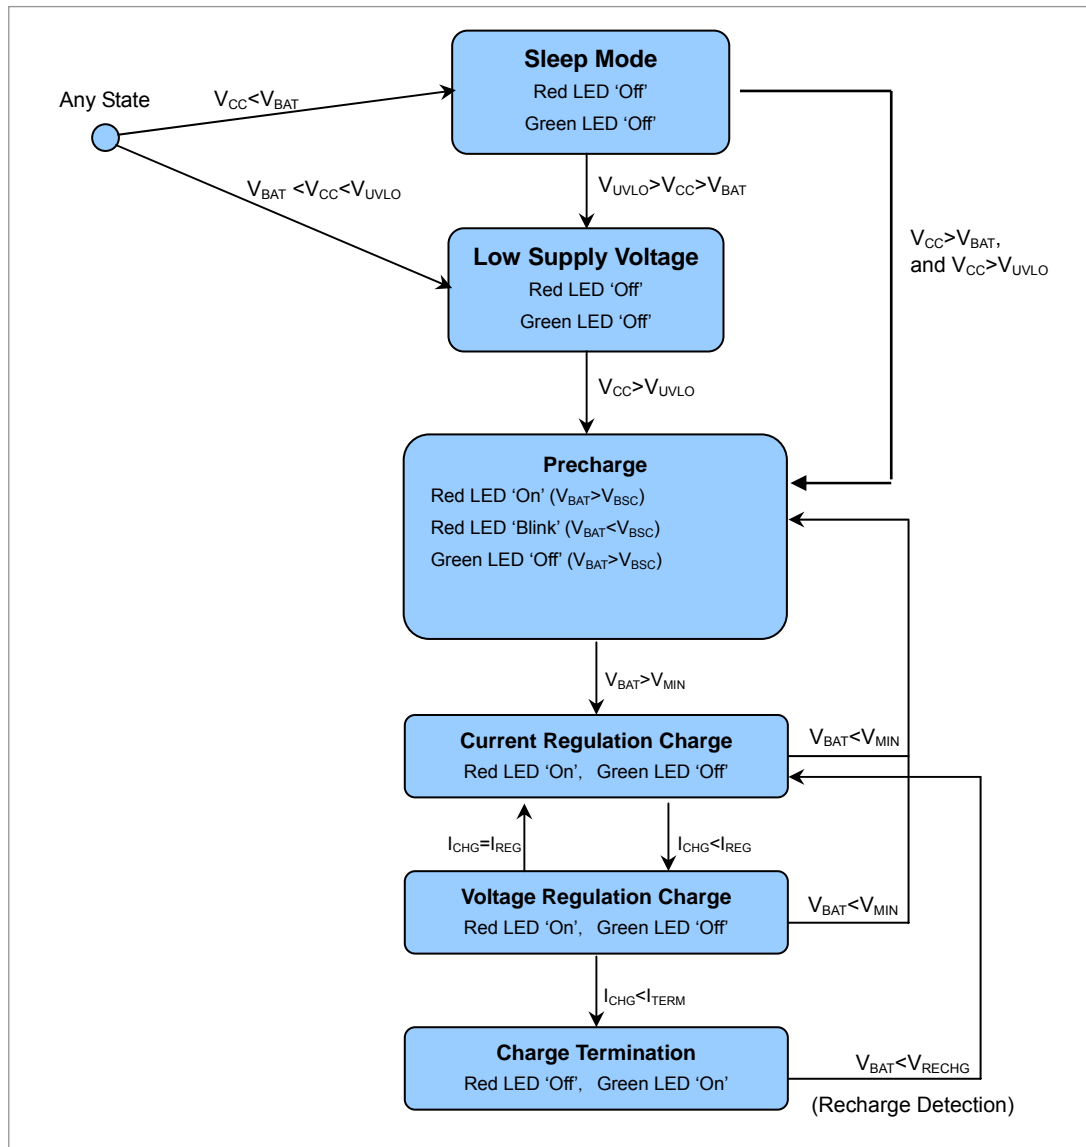 Sleep Mode
Red LED ‘Off’
Green LED ‘Off’
Any State
VCC<VBAT
VBAT <VCC<VUVLO
VUVLO>VCC>VBAT
VCC>VBAT,
and VCC>VUVLO
Low Supply Voltage
Red LED ‘Off’
Green LED ‘Off’
VCC>VUVLO
Precharge
Red LED ‘On’ (VBAT>VBSC)
Red LED ‘Blink’ (VBAT<VBSC)
Green LED ‘Off’ (VBAT>VBSC)
VBAT>VMIN
Current Regulation Charge
Red LED ‘On’, Green LED ‘Off’
VBAT<VMIN
ICHG=IREG
ICHG<IREG
Voltage Regulation Charge
Red LED ‘On’, Green LED ‘Off’
VBAT<VMIN
ICHG<ITERM
Charge Termination
Red LED ‘Off’, Green LED ‘On’
VBAT<VRECHG
(Recharge Detection)